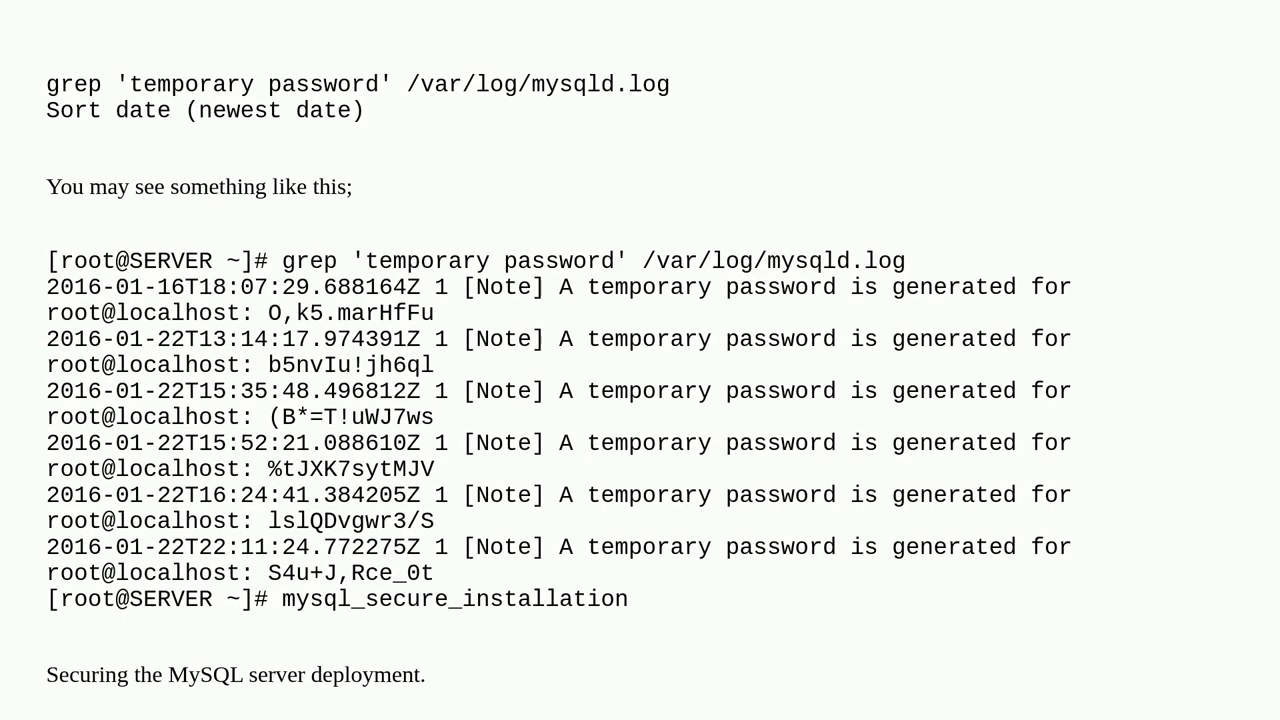 grep 'temporary password' /var/log/mysqld.log
Sort date (newest date)
You may see something like this;
[root@SERVER ~]# grep 'temporary password' /var/log/mysqld.log
2016-01-16T18:07:29.688164Z 1 [Note] A temporary password is generated for
root@localhost: O,k5.marHfFu
2016-01-22T13:14:17.974391Z 1 [Note] A temporary password is generated for
root@localhost: b5nvIu!jh6ql
2016-01-22T15:35:48.496812Z 1 [Note] A temporary password is generated for
root@localhost: (B*=T!uWJ7ws
2016-01-22T15:52:21.088610Z 1 [Note] A temporary password is generated for
root@localhost: %tJXK7sytMJV
2016-01-22T16:24:41.384205Z 1 [Note] A temporary password is generated for
root@localhost: lslQDvgwr3/S
2016-01-22T22:11:24.772275Z 1 [Note] A temporary password is generated for
root@localhost: S4u+J,Rce_0t
[root@SERVER ~]# mysql_secure_installation
Securing the MySQL server deployment.